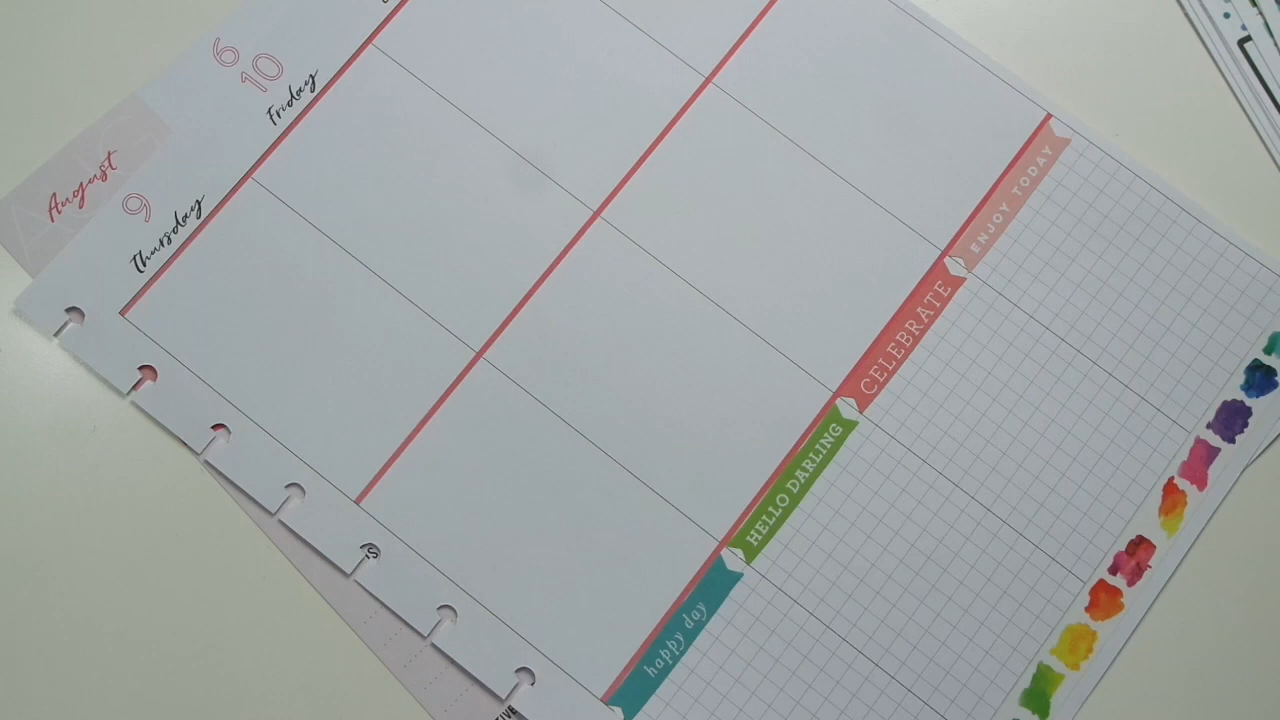 August
6
10
Friday
9
Thursday
ENJOY TODAY
CELEBRATE
HELLO DARLING
happy day